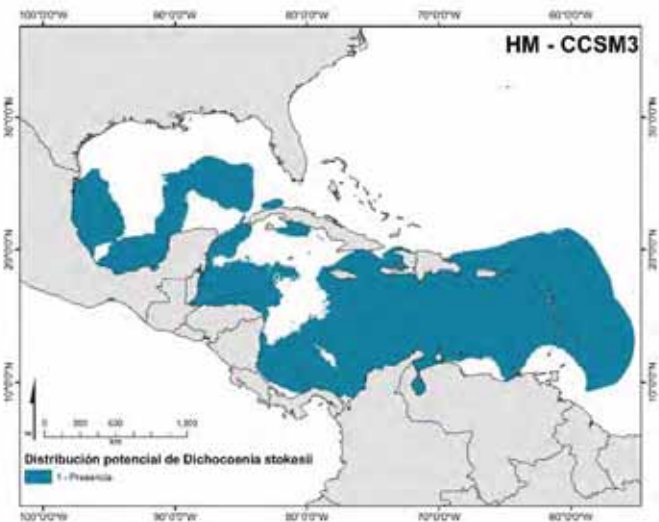 100°0'0"W 90°0'0"W 80°0'0"W 70°0'0"W 60°0'0"W
HM - CCSM3
30°0'0"N 30°0'0"N
20°0'0"N 20°0'0"N
10°0'0"N 10°0'0"N
0 300 600 1,200
km
Distribución potencial de Dichocoenia stokesii
1 - Presencia
100°0'0"W 90°0'0"W 80°0'0"W 70°0'0"W 60°0'0"W